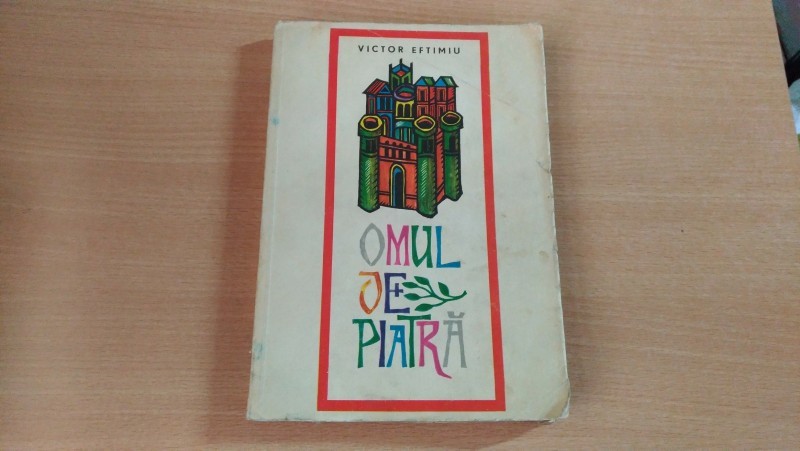 VICTOR EFTIMIU
OMUL
DE
PIATRĂ